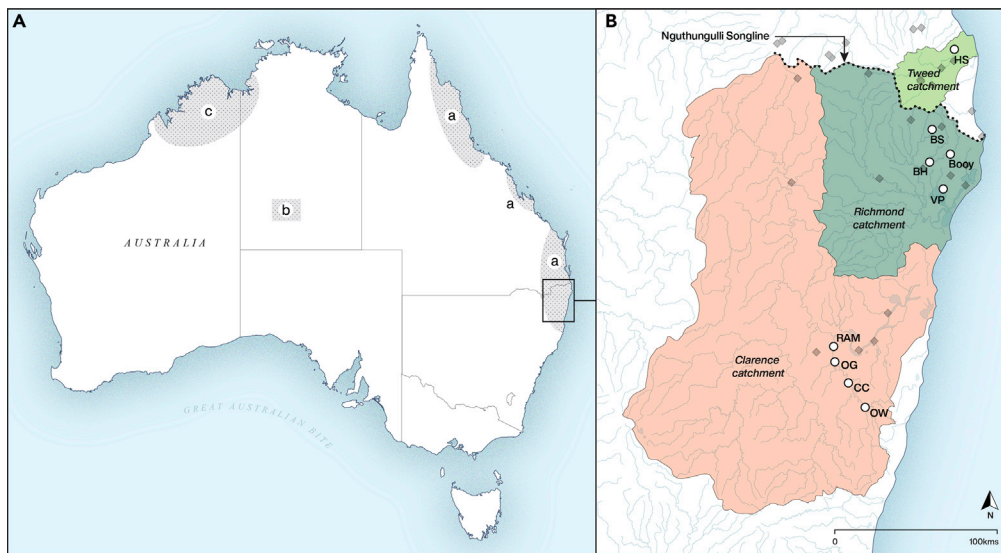 A
c
a
b
a
AUSTRALIA
a
GREAT AUSTRALIAN BITE
B
Nguthungulli Songline
HS
Tweed
catchment
BS
Booy
BH
VP
Richmond
catchment
RAM
OG
Clarence
catchment
CC
OW
N
0
100kms